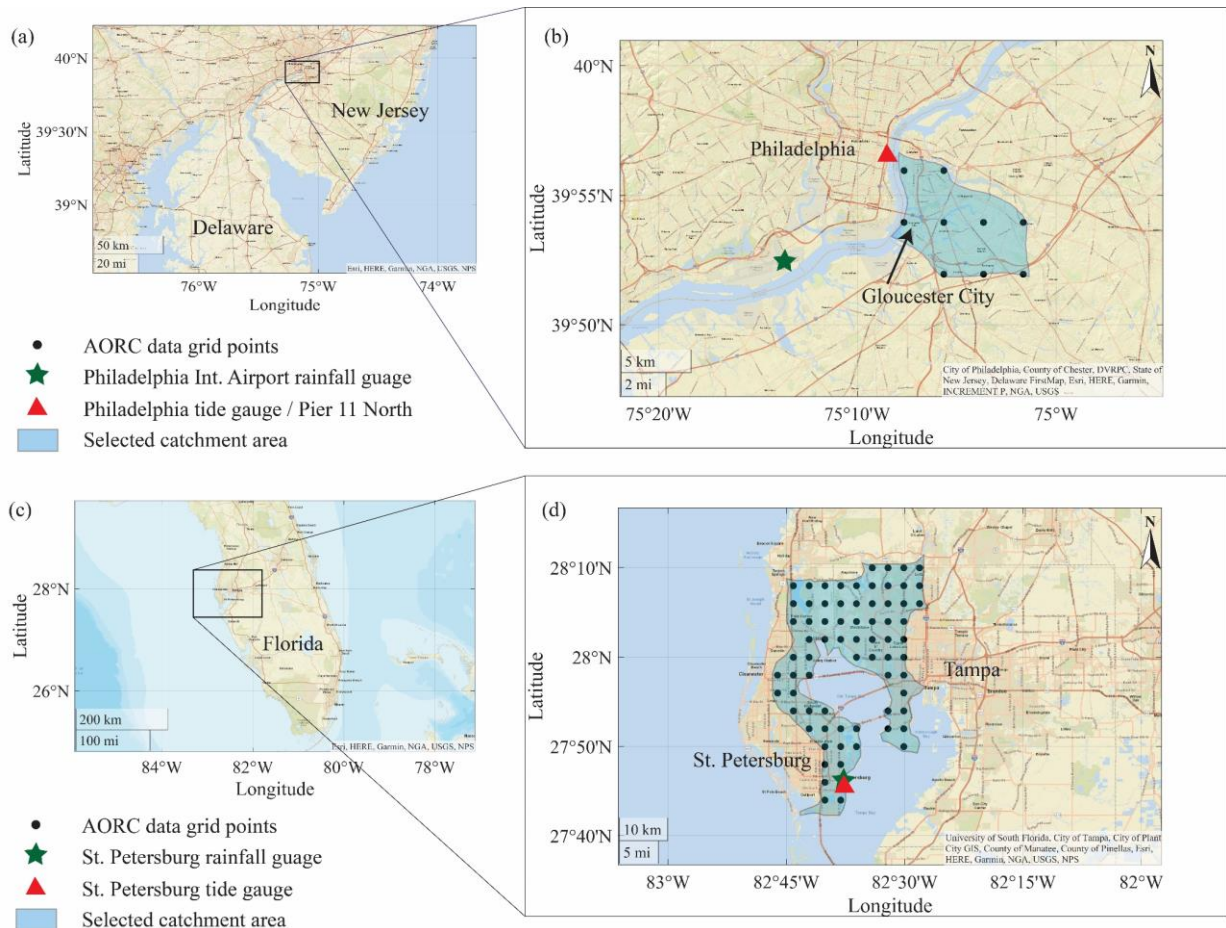 (a)
40°N
39°30'N
39°N
Latitude
New Jersey
Delaware
50 km
20 mi
Esri, HERE, Garmin, NGA, USGS, NPS
76°W
75°W
74°W
Longitude
(b)
N
40°N
39°55'N
39°50'N
Latitude
Philadelphia
Gloucester City
5 km
2 mi
City of Philadelphia, County of Chester, DVRPC, State of
New Jersey, Delaware FirstMap, Esri, HERE, Garmin,
INCREMENT P, NGA, USGS
75°20'W
75°10'W
75°W
Longitude
AORC data grid points
Philadelphia Int. Airport rainfall guage
Philadelphia tide gauge / Pier 11 North
Selected catchment area
(c)
28°N
26°N
Latitude
Florida
200 km
100 mi
Esri, HERE, Garmin, NGA, USGS, NPS
84°W
82°W
80°W
78°W
Longitude
(d)
N
28°10'N
28°N
27°50'N
27°40'N
Latitude
Tampa
St. Petersburg
10 km
5 mi
University of South Florida, City of Tampa, City of Plant
City GIS, County of Manatee, County of Pinellas, Esri,
HERE, Garmin, NGA, USGS, NPS
83°W
82°45'W
82°30'W
82°15'W
82°W
Longitude
AORC data grid points
St. Petersburg rainfall guage
St. Petersburg tide gauge
Selected catchment area